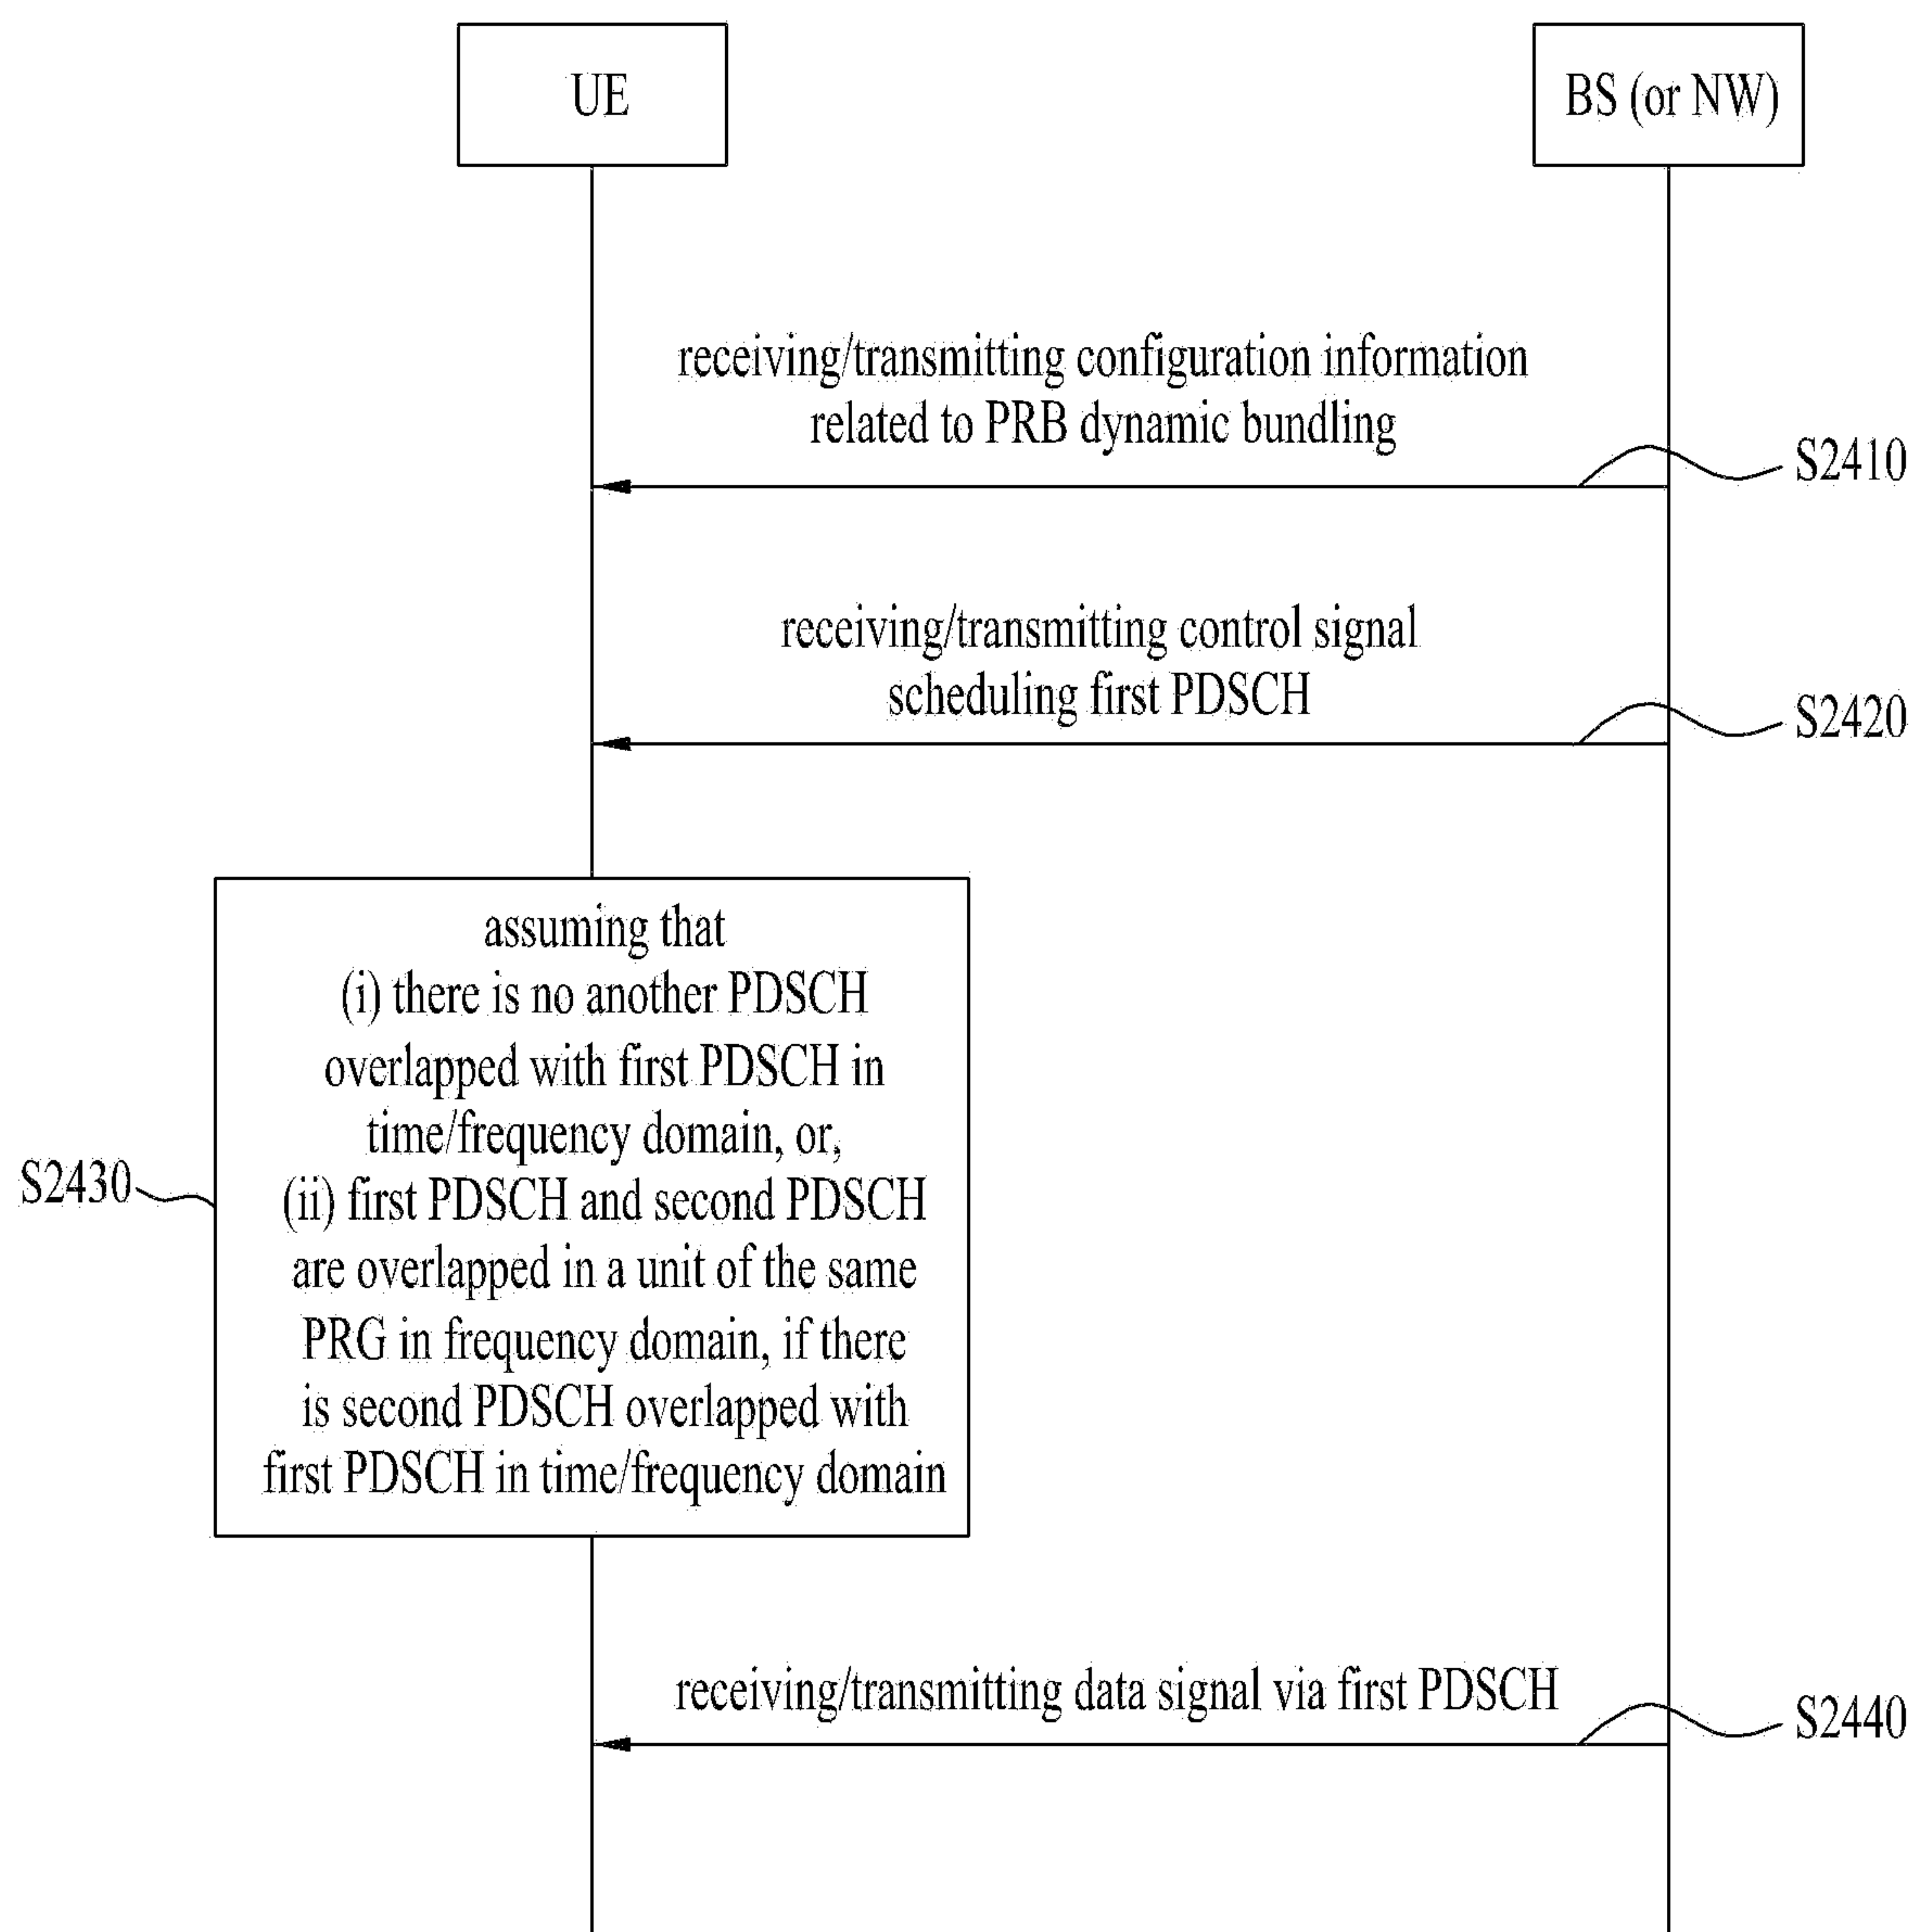 UE
BS (or NW)
receiving/transmitting configuration information
related to PRB dynamic bundling
S2410
receiving/transmitting control signal
scheduling first PDSCH
S2420
assuming that
(i) there is no another PDSCH
overlapped with first PDSCH in
time/frequency domain, or,
(ii) first PDSCH and second PDSCH
are overlapped in a unit of the same
PRG in frequency domain, if there
is second PDSCH overlapped with
first PDSCH in time/frequency domain
S2430
receiving/transmitting data signal via first PDSCH
S2440